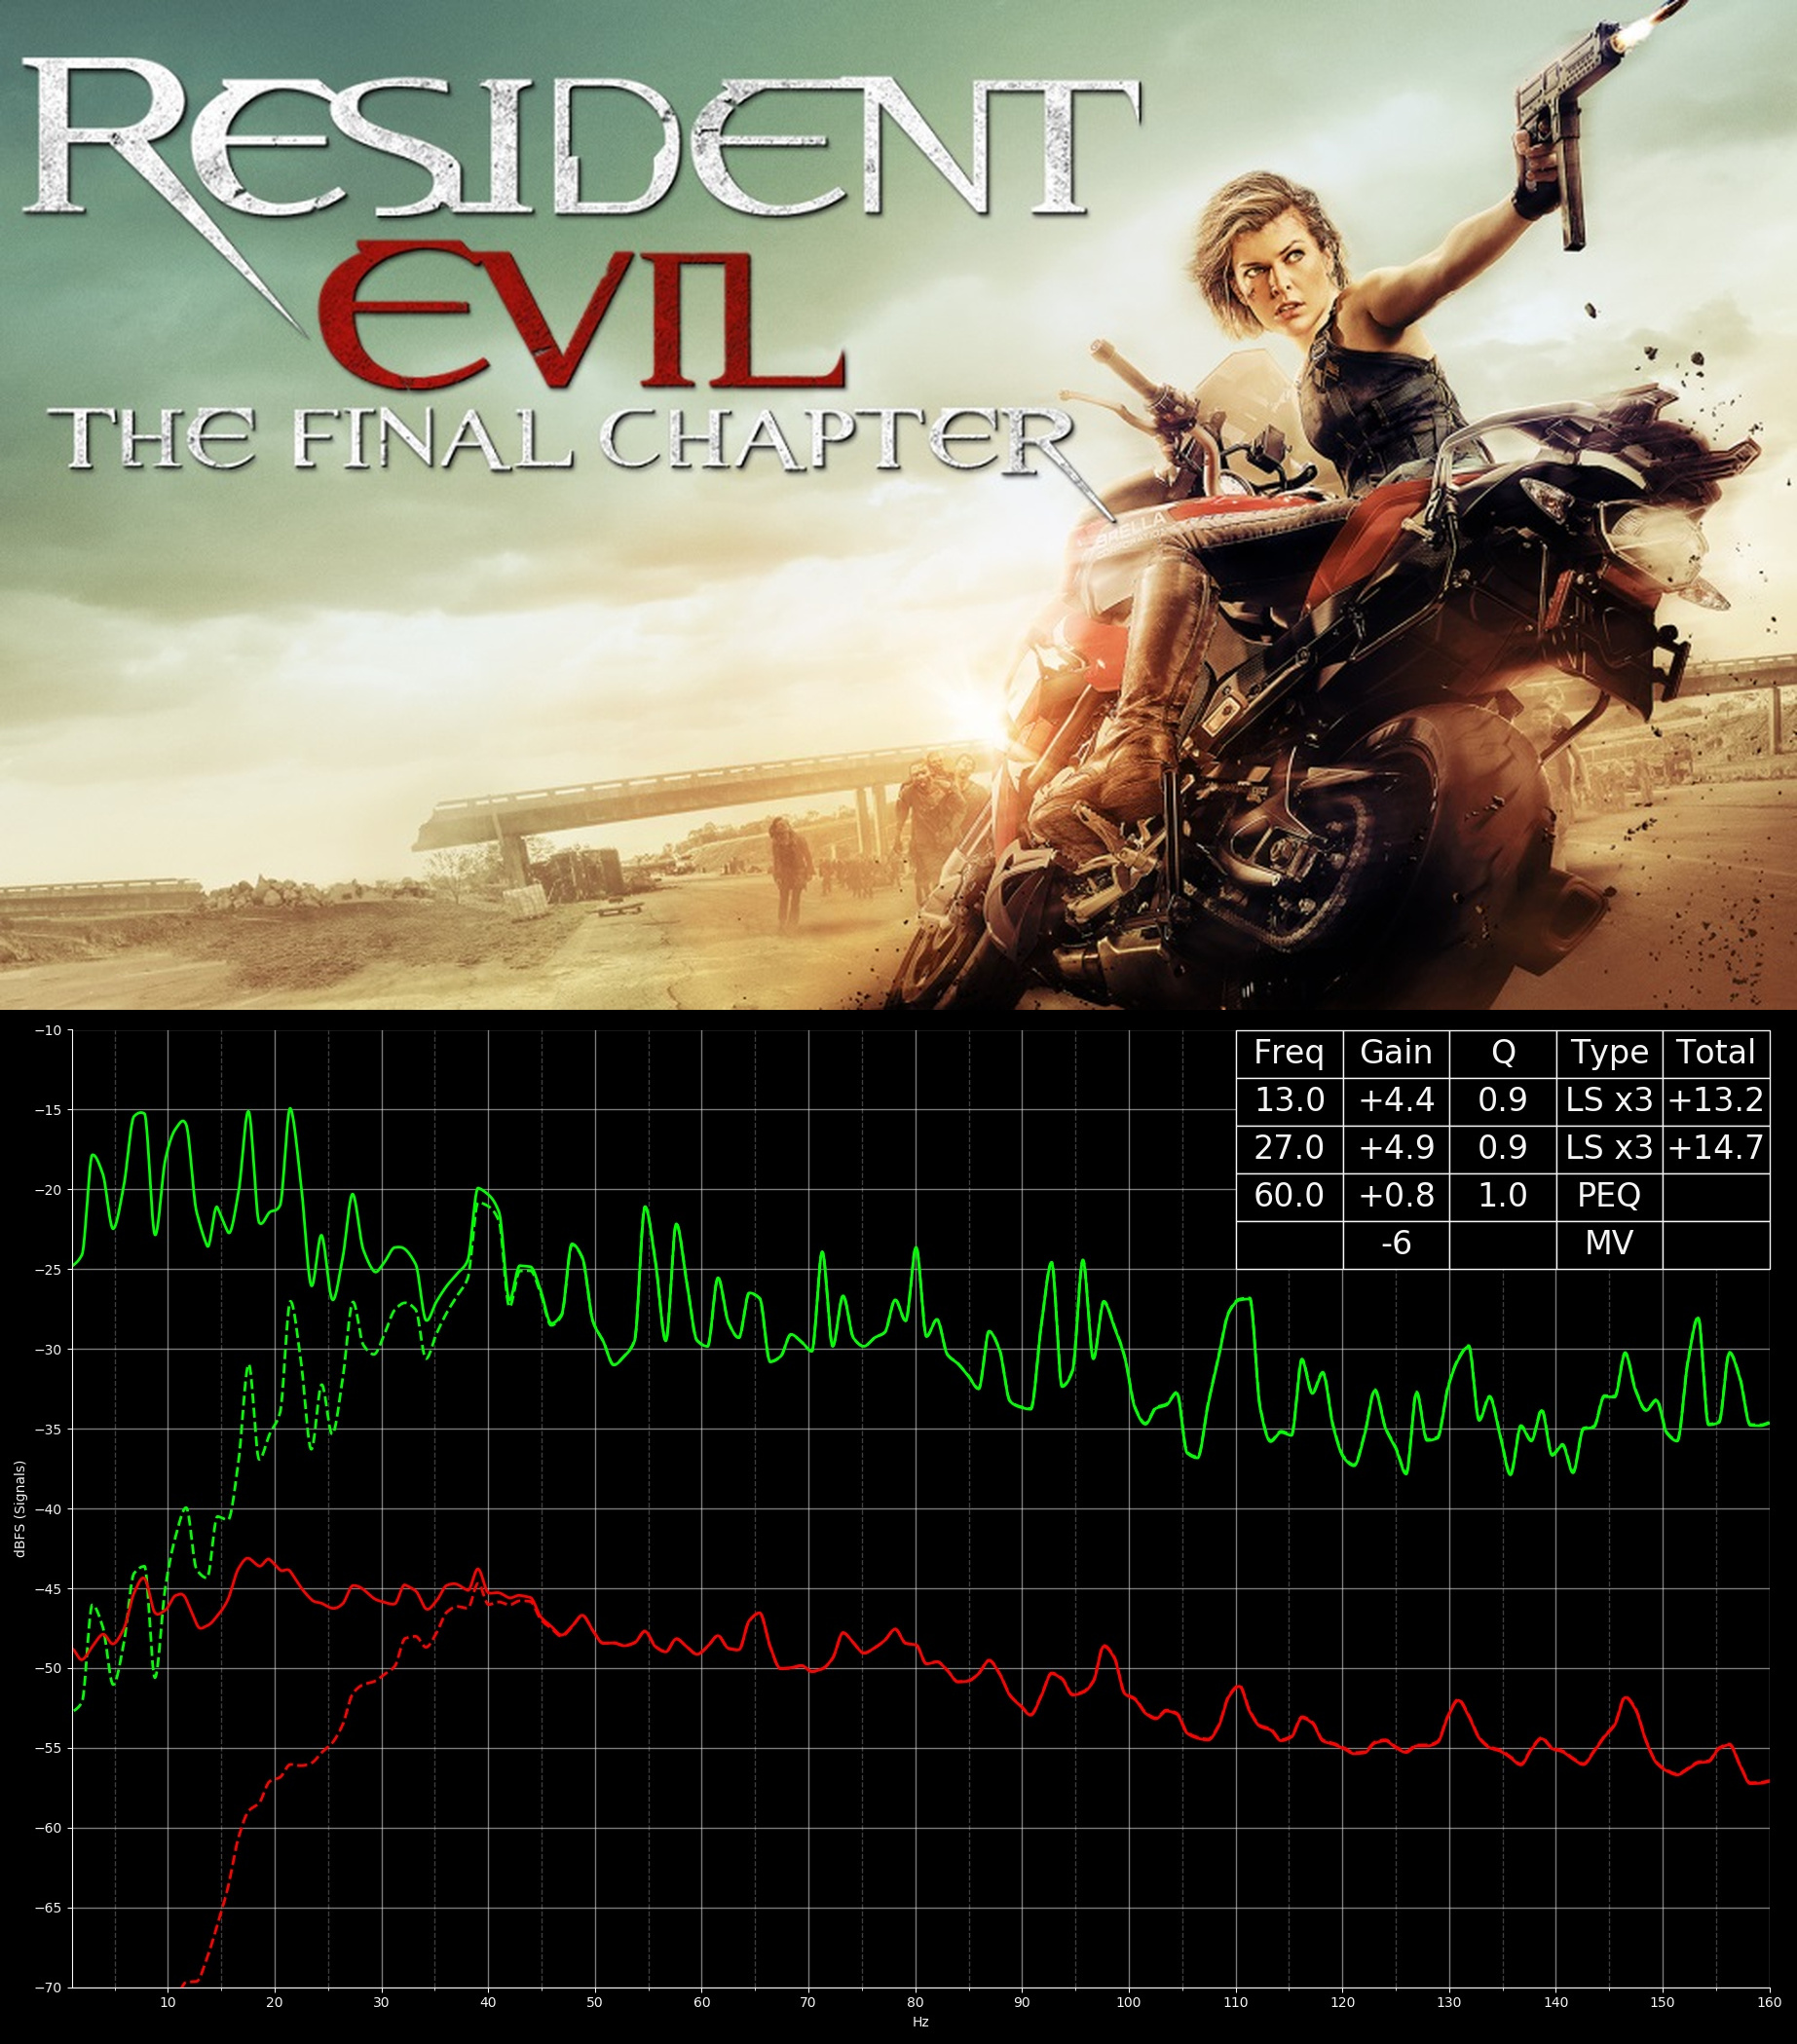 RESIDENT
EVIL
THE FINAL CHAPTER
BRELLA
Freq Gain Q Type Total
13.0 +4.4 0.9 LS x3 +13.2
27.0 +4.9 0.9 LS x3 +14.7
60.0 +0.8 1.0 PEQ
-6 MV
−10
−15
−20
−25
−30
−35
−40
−45
−50
−55
−60
−65
−70
dBFS (Signals)
10 20 30 40 50 60 70 80 90 100 110 120 130 140 150 160
Hz